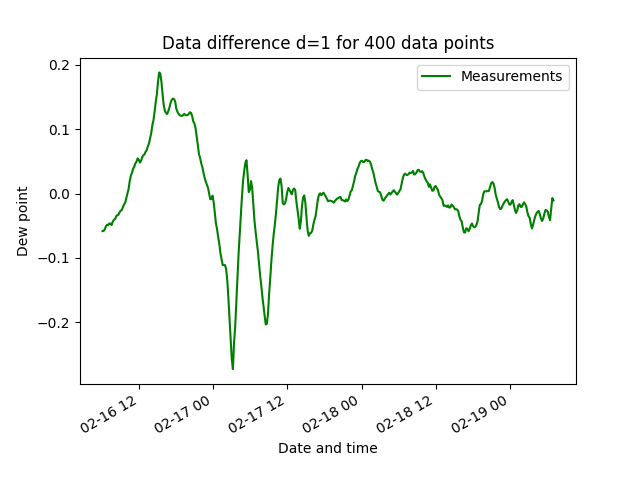 Data difference d=1 for 400 data points
Measurements
Dew point
0.2
0.1
0.0
−0.1
−0.2
02-16 12
02-17 00
02-17 12
02-18 00
02-18 12
02-19 00
Date and time